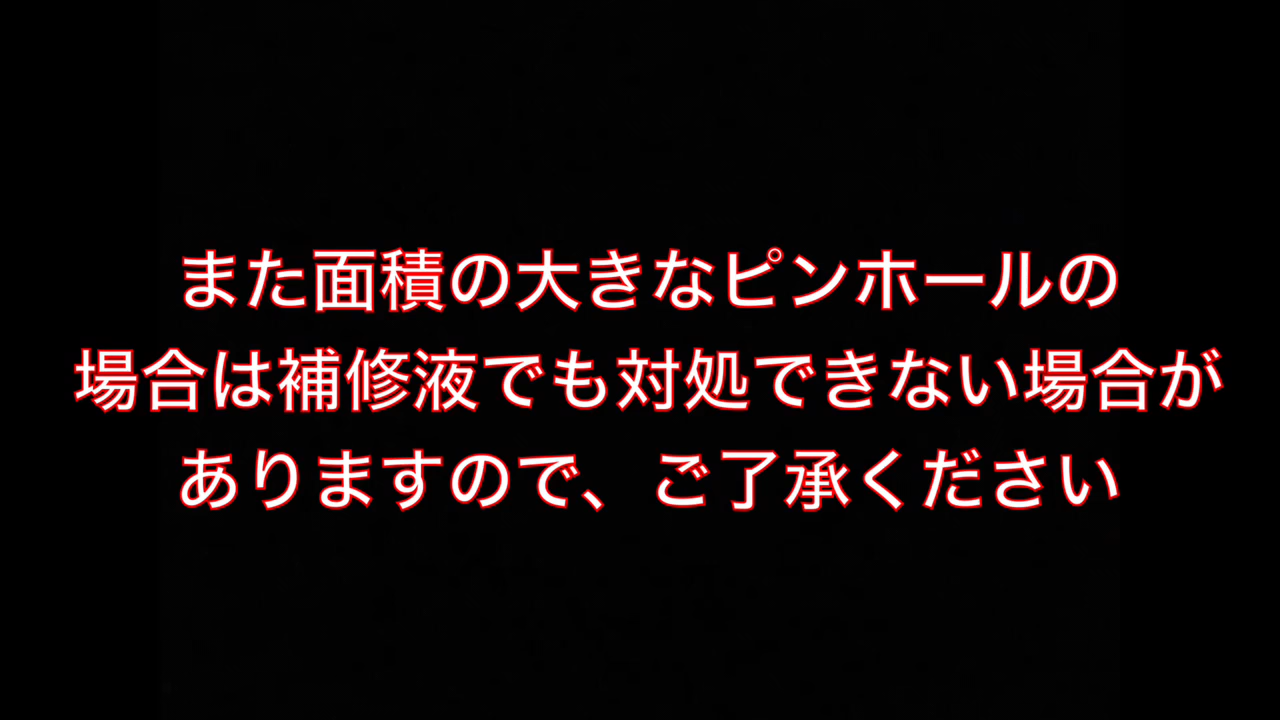 また面積の大きなピンホールの
場合は補修液でも対処できない場合が
ありますので、ご了承ください